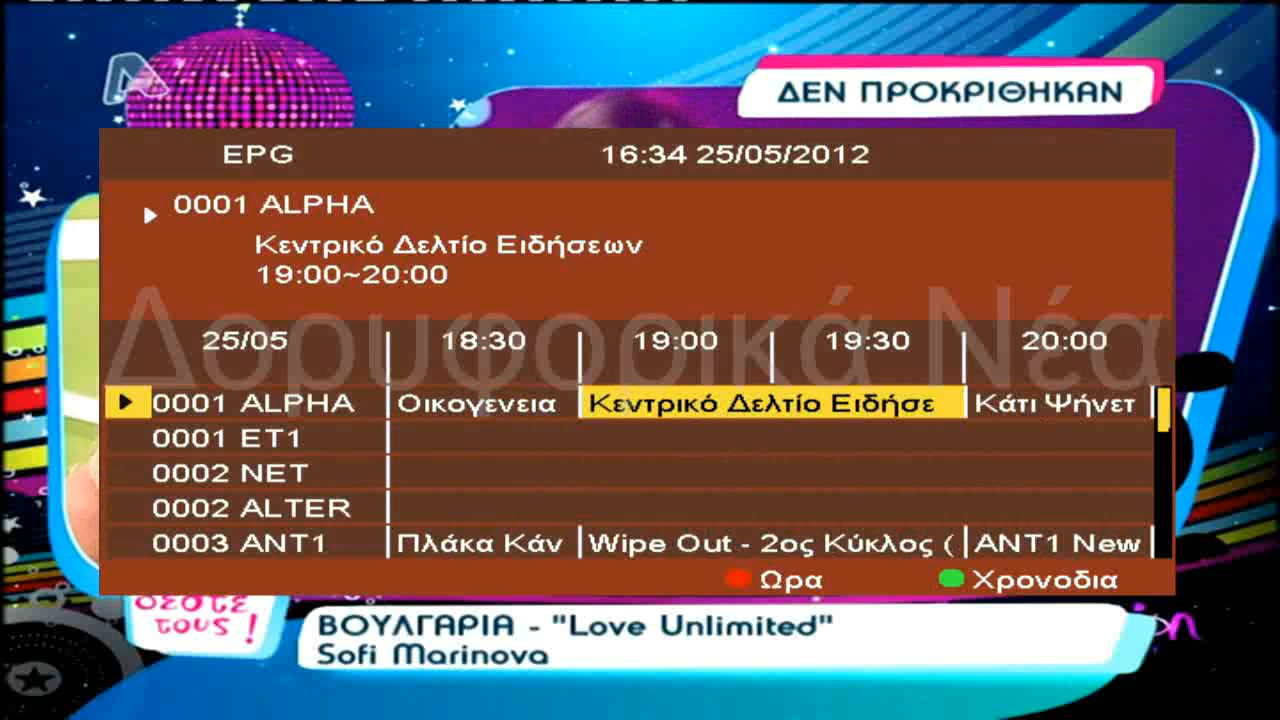 ΔΕΝ ΠΡΟΚΡΙΘΗΚΑΝ
EPG 16:34 25/05/2012
0001 ALPHA
Κεντρικό Δελτίο Ειδήσεων
19:00~20:00
Δορυφορικά Νέα
25/05 18:30 19:00 19:30 20:00
0001 ALPHA Οικογενεια Κεντρικό Δελτίο Ειδήσε Κάτι Ψήνετ
0001 ET1
0002 NET
0002 ALTER
0003 ANT1 Πλάκα Κάν Wipe Out - 2ος Κύκλος ( ANT1 New
Ωρα Χρονοδια
δείτε
τους !
ΒΟΥΛΓΑΡΙΑ - "Love Unlimited"
Sofi Marinova